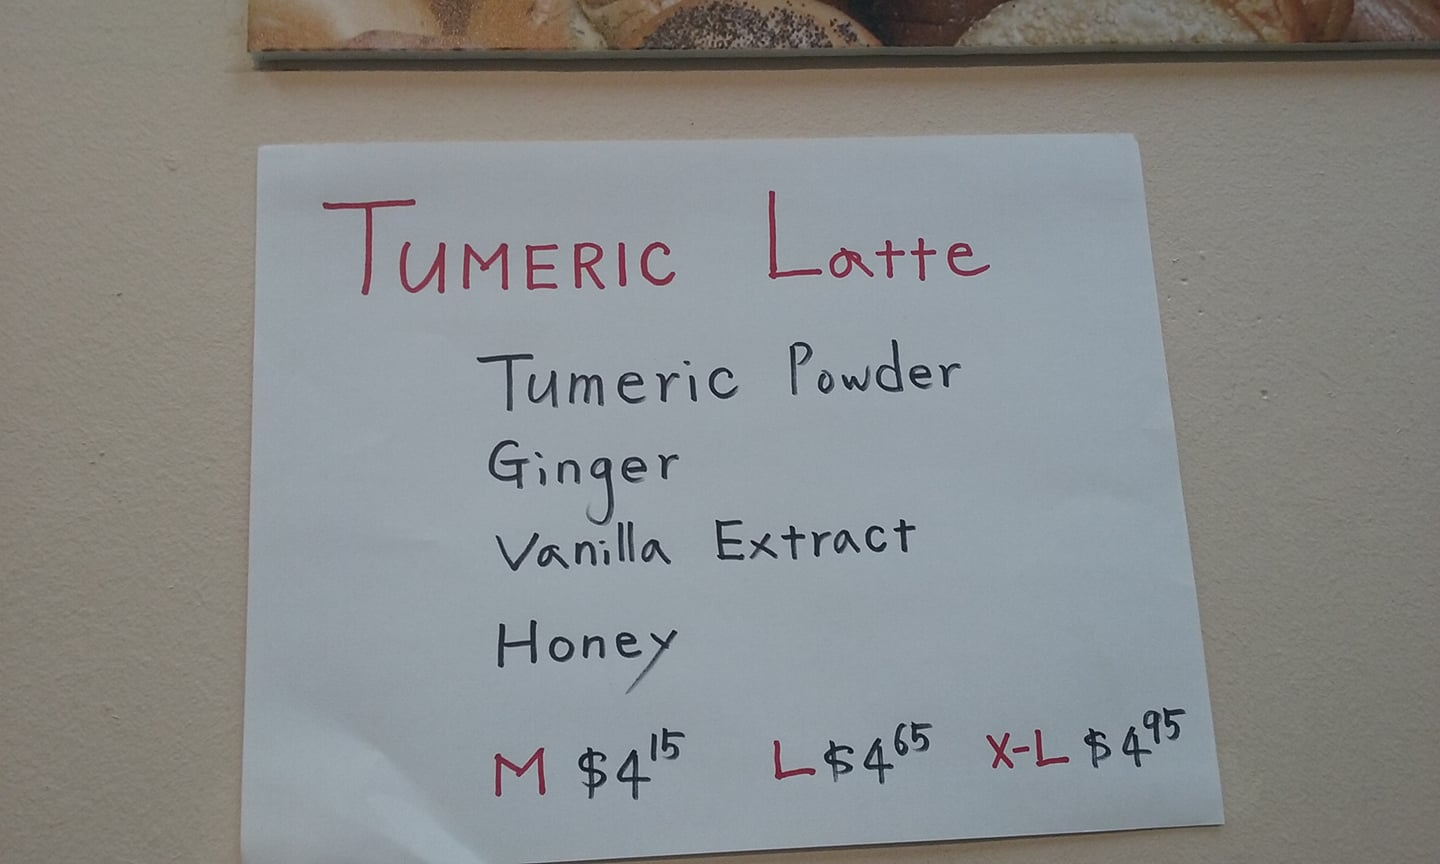 TUMERIC Latte
Tumeric Powder
Ginger
Vanilla Extract
Honey
M $4.15 L $4.65 X-L $4.95